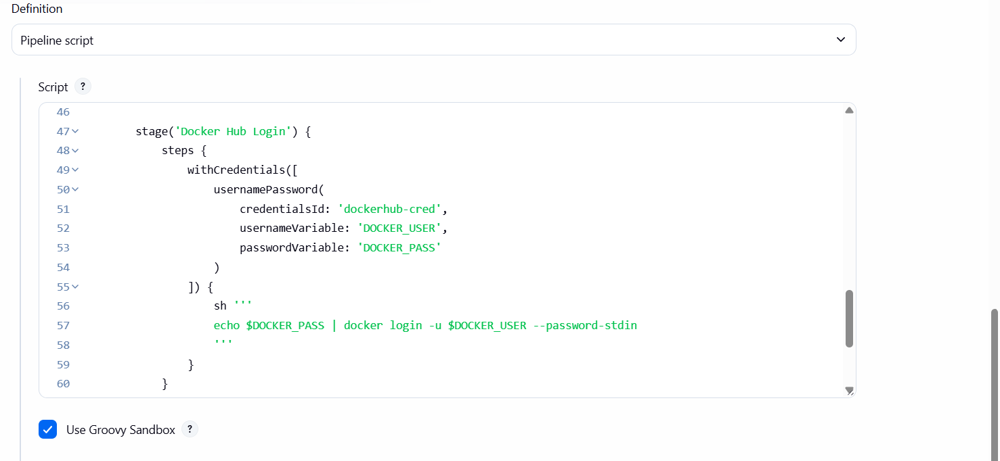 Definition
Pipeline script
Script ?
46
47 stage('Docker Hub Login') {
48 steps {
49 withCredentials([
50 usernamePassword(
51 credentialsId: 'dockerhub-cred',
52 usernameVariable: 'DOCKER_USER',
53 passwordVariable: 'DOCKER_PASS'
54 )
55 ]) {
56 sh '''
57 echo $DOCKER_PASS | docker login -u $DOCKER_USER --password-stdin
58 '''
59 }
60 }
Use Groovy Sandbox ?